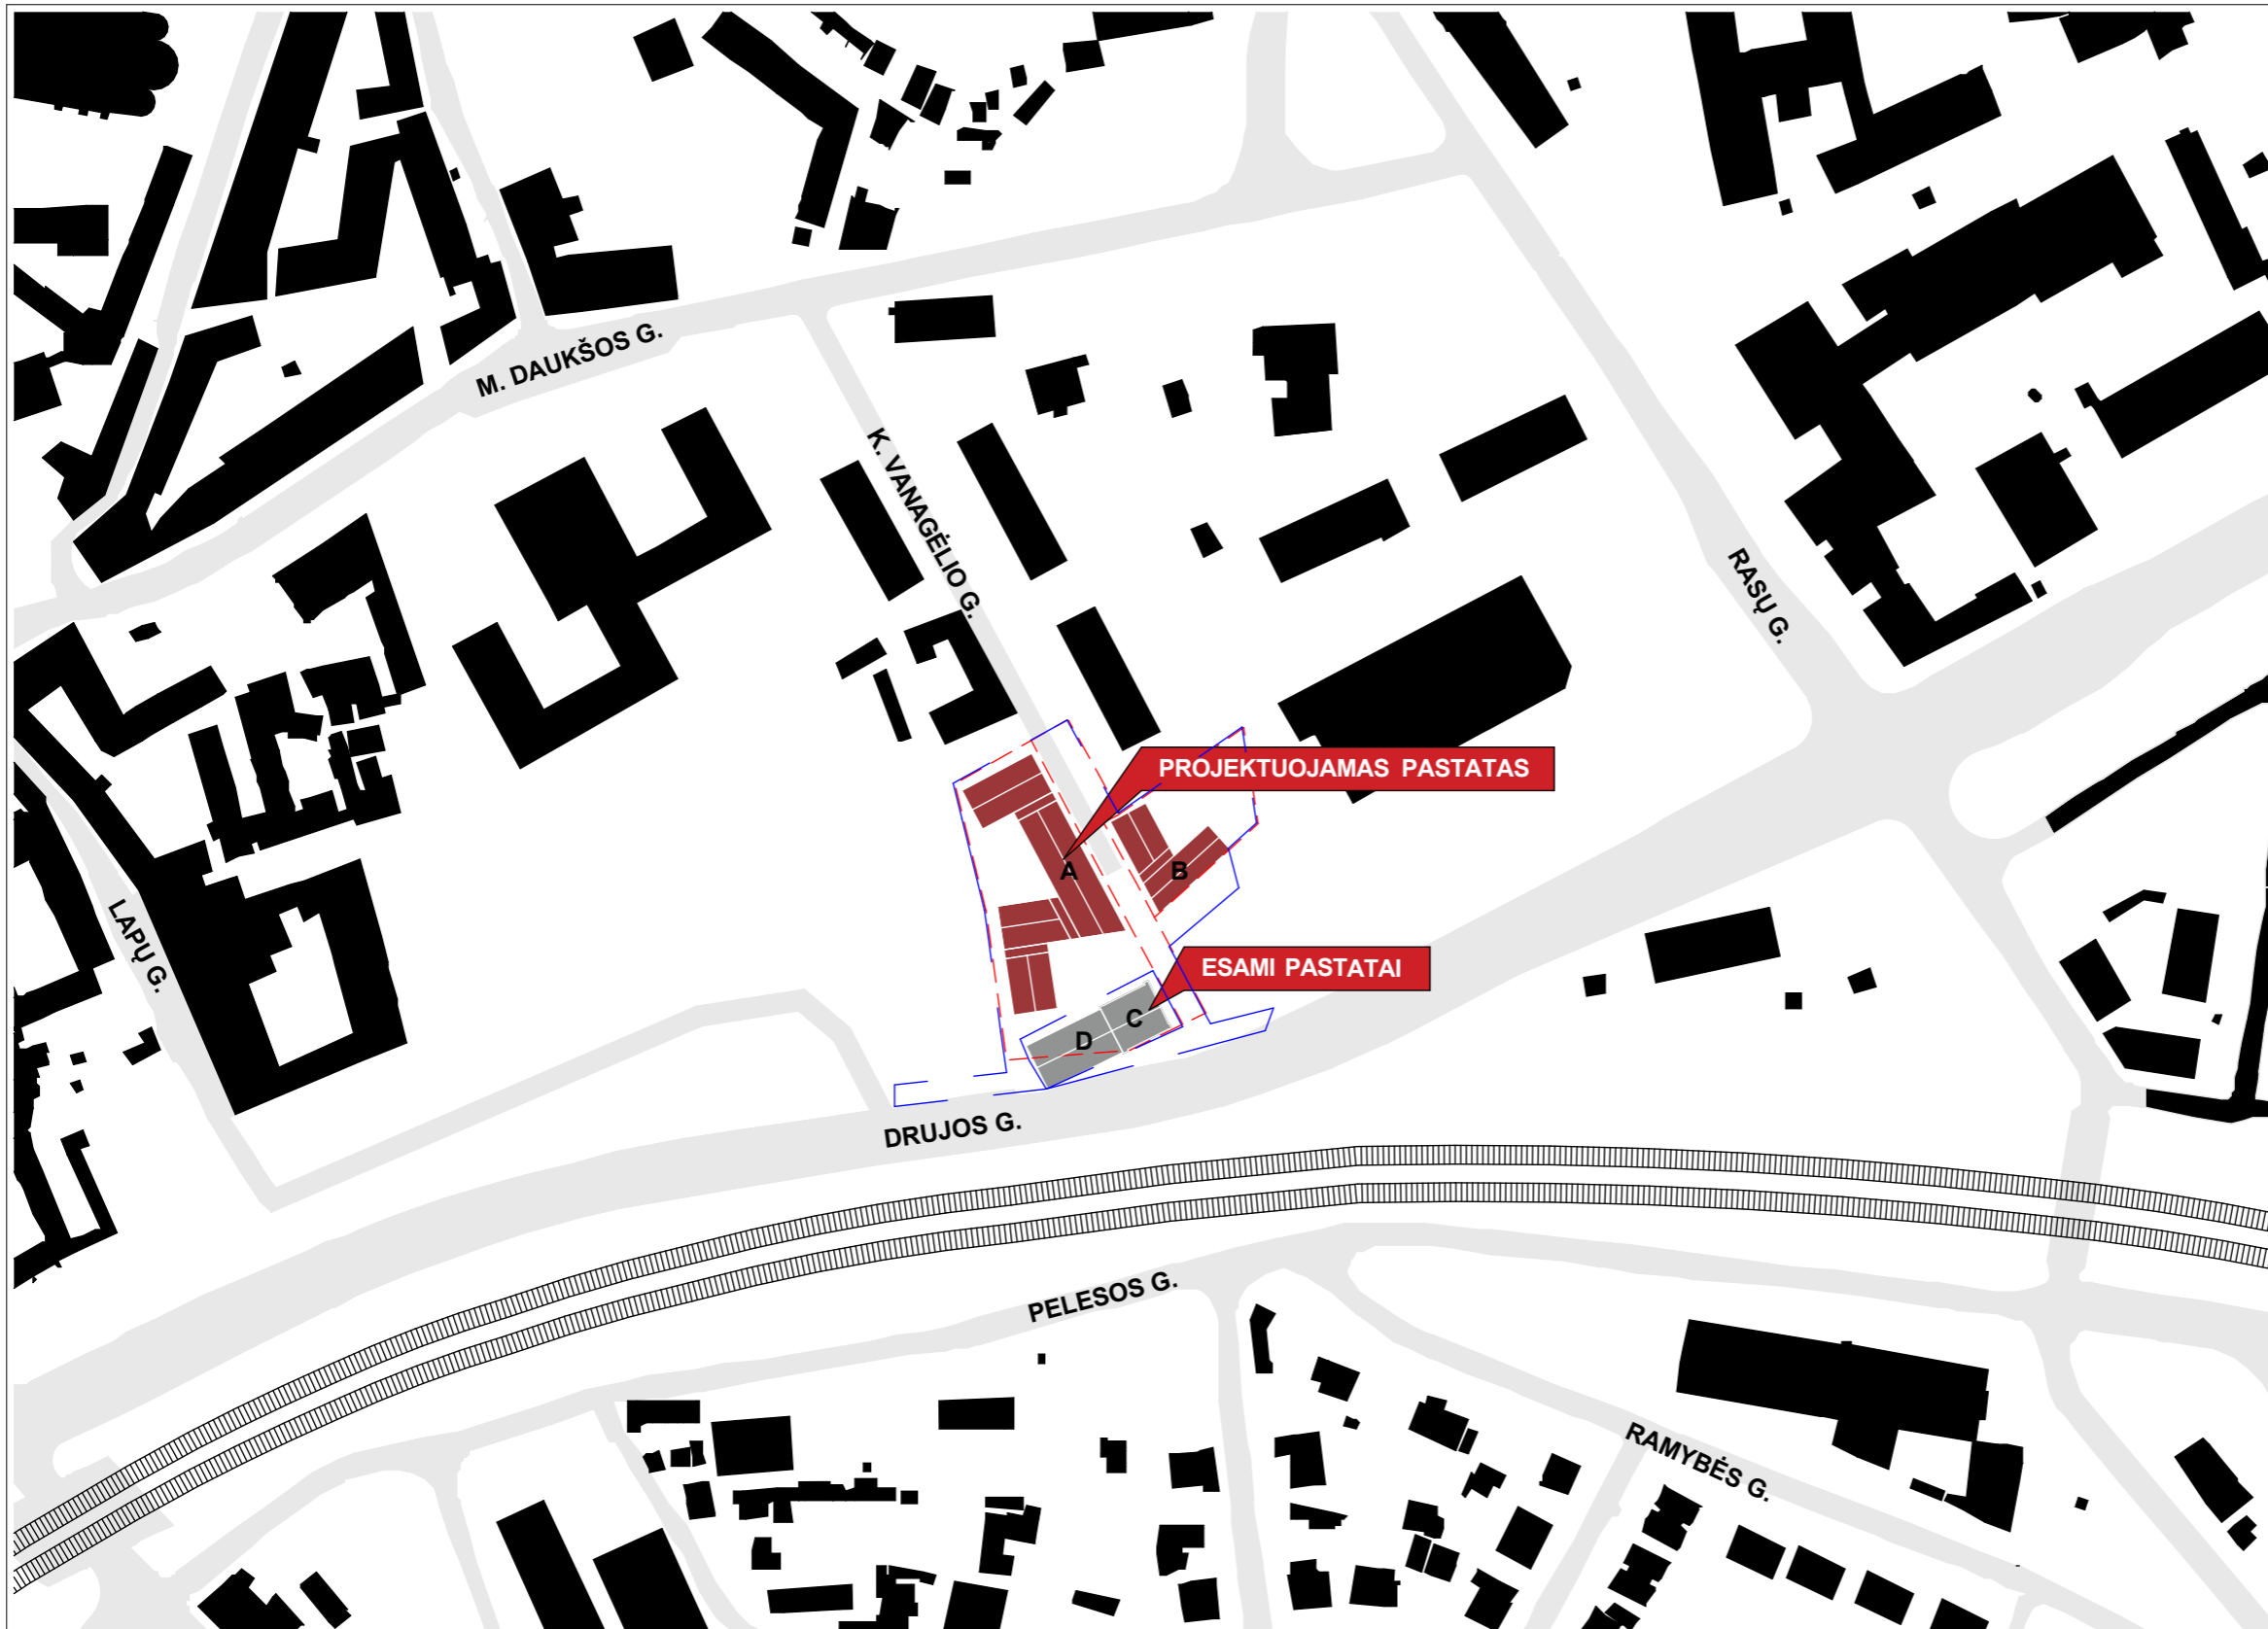 M. DAUKŠOS G.
K. VANAGĖLIO G.
RASŲ G.
PROJEKTUOJAMAS PASTATAS
A
B
LAPŲ G.
ESAMI PASTATAI
C
D
DRUJOS G.
PELESOS G.
RAMYBĖS G.